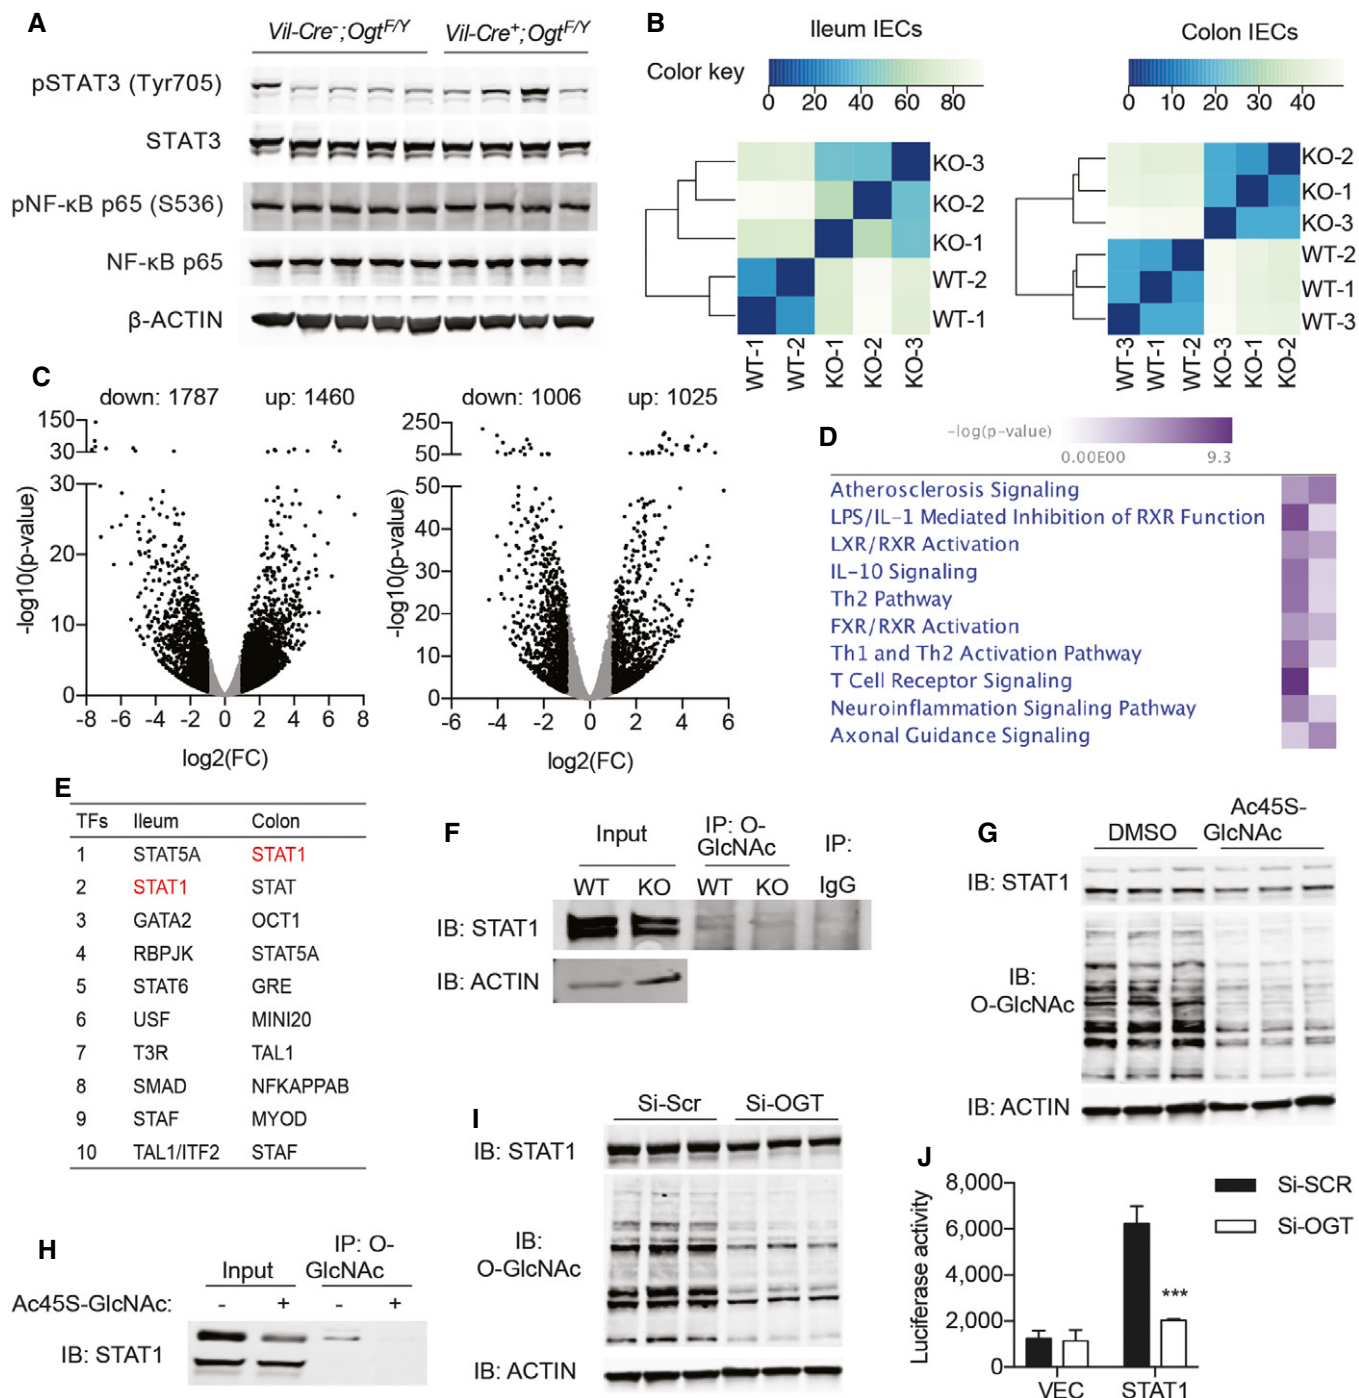 A
Vil-Cre⁻;Ogt^F/Y Vil-Cre⁺;Ogt^F/Y
pSTAT3 (Tyr705)
STAT3
pNF-κB p65 (S536)
NF-κB p65
β-ACTIN
B
Ileum IECs
Colon IECs
Color key
0 20 40 60 80
0 10 20 30 40
KO-3
KO-2
KO-1
WT-2
WT-1
WT-1 WT-2 KO-1 KO-2 KO-3
KO-2
KO-1
KO-3
WT-2
WT-1
WT-3
WT-3 WT-1 WT-2 KO-3 KO-1 KO-2
C
down: 1787 up: 1460
-log10(p-value)
150
30
30
20
10
0
-8 -6 -4 -2 0 2 4 6 8
log2(FC)
down: 1006 up: 1025
-log10(p-value)
250
50
50
40
30
20
10
0
-6 -4 -2 0 2 4 6
log2(FC)
D
-log(p-value)
0.00E00 9.3
Atherosclerosis Signaling
LPS/IL-1 Mediated Inhibition of RXR Function
LXR/RXR Activation
IL-10 Signaling
Th2 Pathway
FXR/RXR Activation
Th1 and Th2 Activation Pathway
T Cell Receptor Signaling
Neuroinflammation Signaling Pathway
Axonal Guidance Signaling
E
TFs Ileum Colon
1 STAT5A STAT1
2 STAT1 STAT
3 GATA2 OCT1
4 RBPJK STAT5A
5 STAT6 GRE
6 USF MINI20
7 T3R TAL1
8 SMAD NFKAPPAB
9 STAF MYOD
10 TAL1/ITF2 STAF
F
Input
IP: O-
GlcNAc
IP:
WT KO WT KO IgG
IB: STAT1
IB: ACTIN
G
DMSO
Ac45S-
GlcNAc
IB: STAT1
IB:
O-GlcNAc
IB: ACTIN
H
Input
IP: O-
GlcNAc
Ac45S-GlcNAc: - + - +
IB: STAT1
I
Si-Scr Si-OGT
IB: STAT1
IB:
O-GlcNAc
IB: ACTIN
J
Luciferase activity
8,000
6,000
4,000
2,000
0
***
VEC STAT1
Si-SCR
Si-OGT